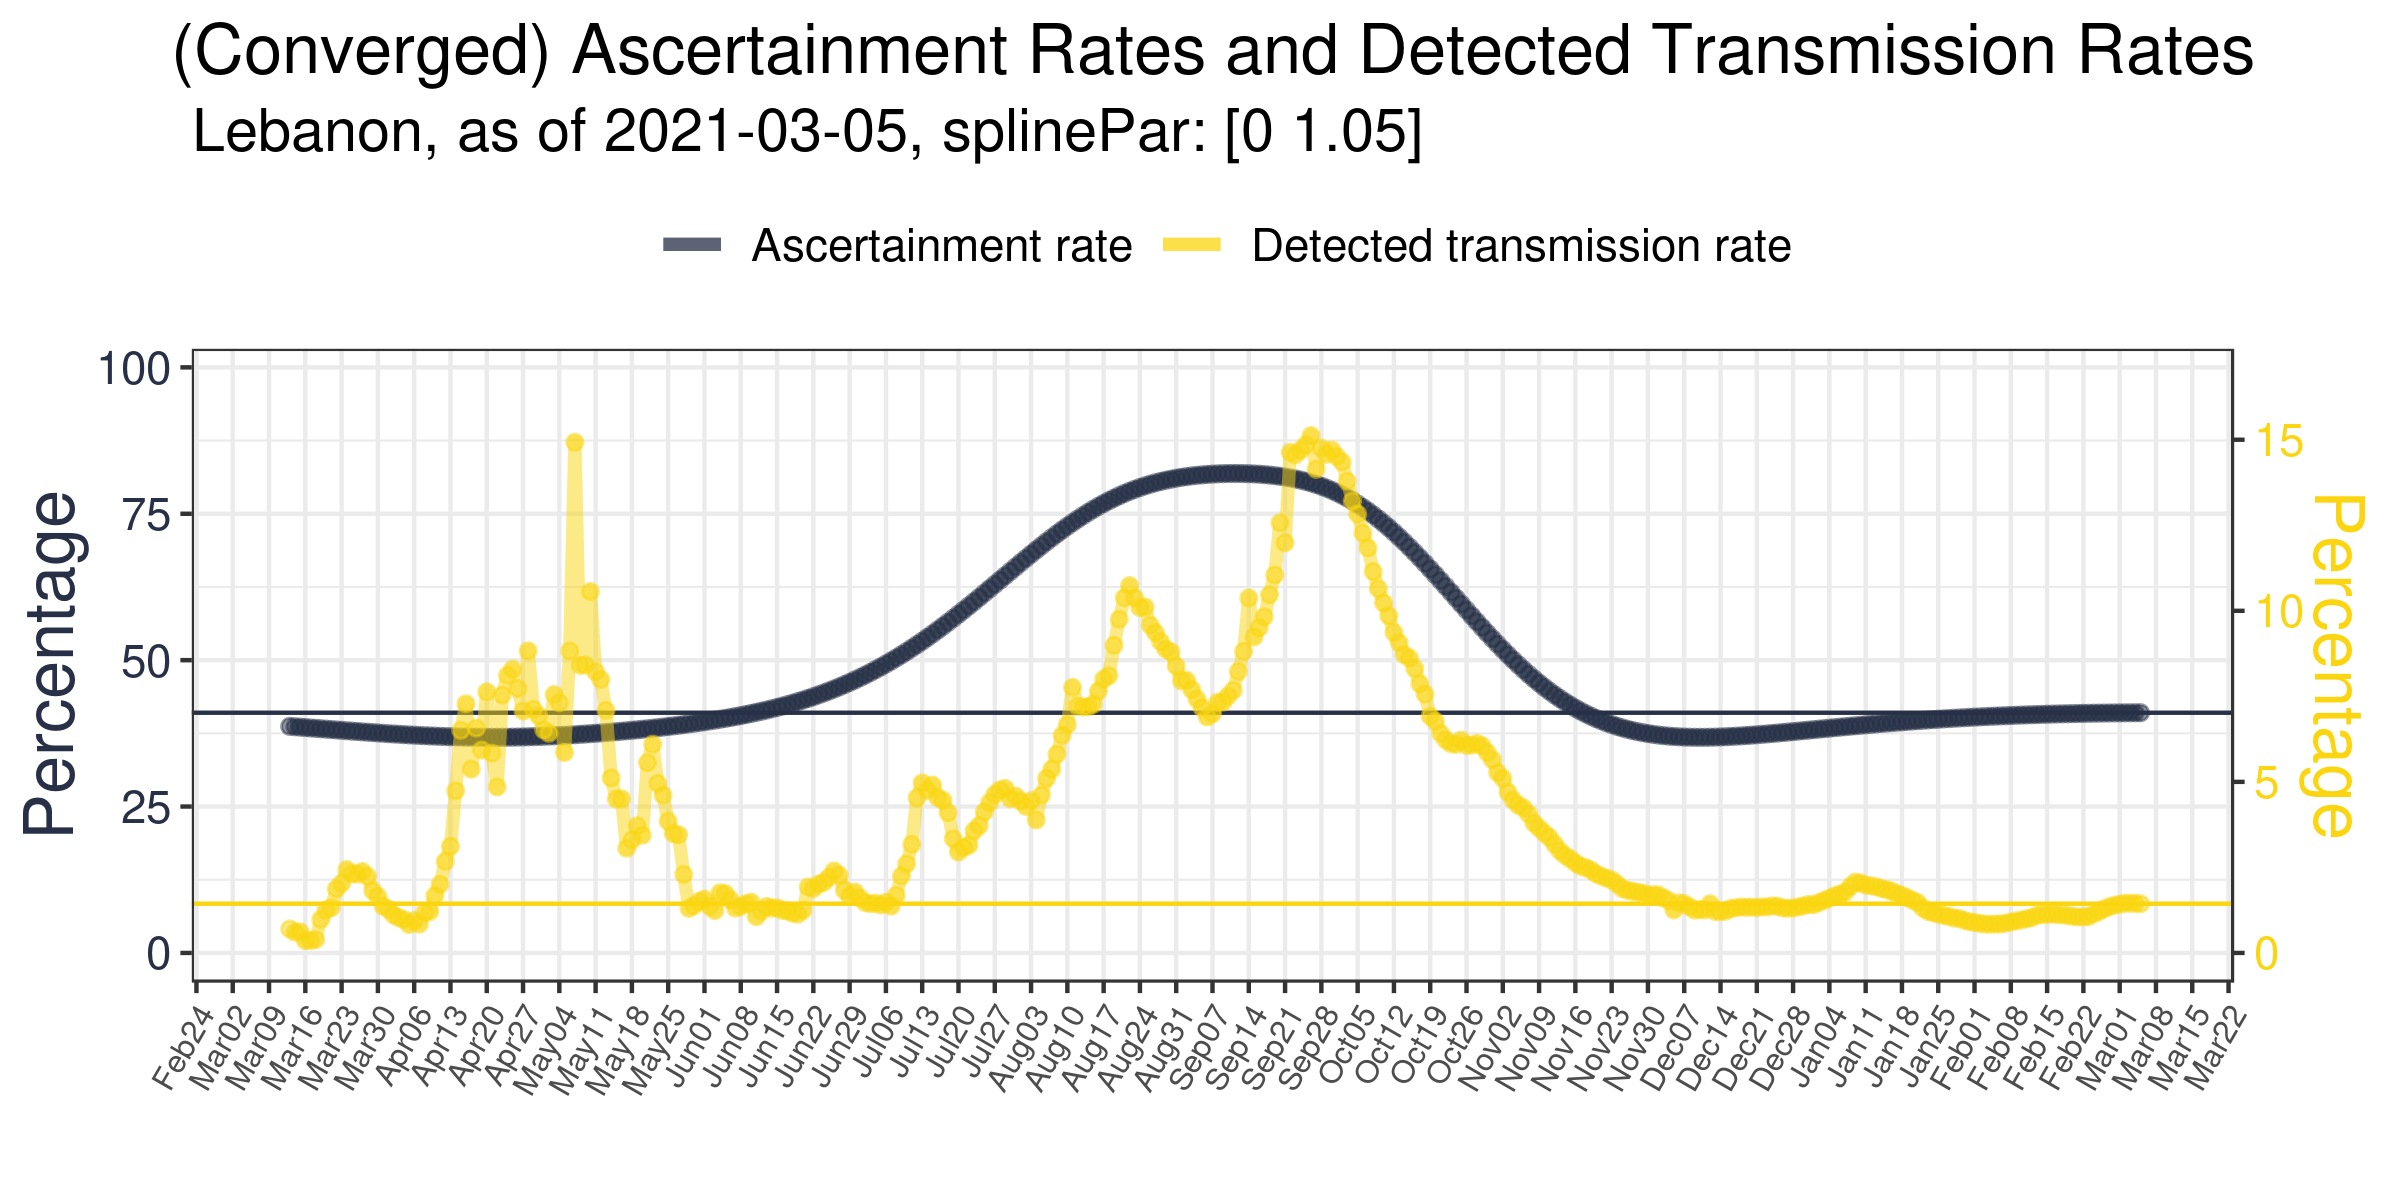 (Converged) Ascertainment Rates and Detected Transmission Rates
Lebanon, as of 2021-03-05, splinePar: [0 1.05]
Ascertainment rate Detected transmission rate
Percentage
100
75
50
25
0
15
10
5
0
Percentage
Feb24 Mar02 Mar09 Mar16 Mar23 Mar30 Apr06 Apr13 Apr20 Apr27 May04 May11 May18 May25 Jun01 Jun08 Jun15 Jun22 Jun29 Jul06 Jul13 Jul20 Jul27 Aug03 Aug10 Aug17 Aug24 Aug31 Sep07 Sep14 Sep21 Sep28 Oct05 Oct12 Oct19 Oct26 Nov02 Nov09 Nov16 Nov23 Nov30 Dec07 Dec14 Dec21 Dec28 Jan04 Jan11 Jan18 Jan25 Feb01 Feb08 Feb15 Feb22 Mar01 Mar08 Mar15 Mar22